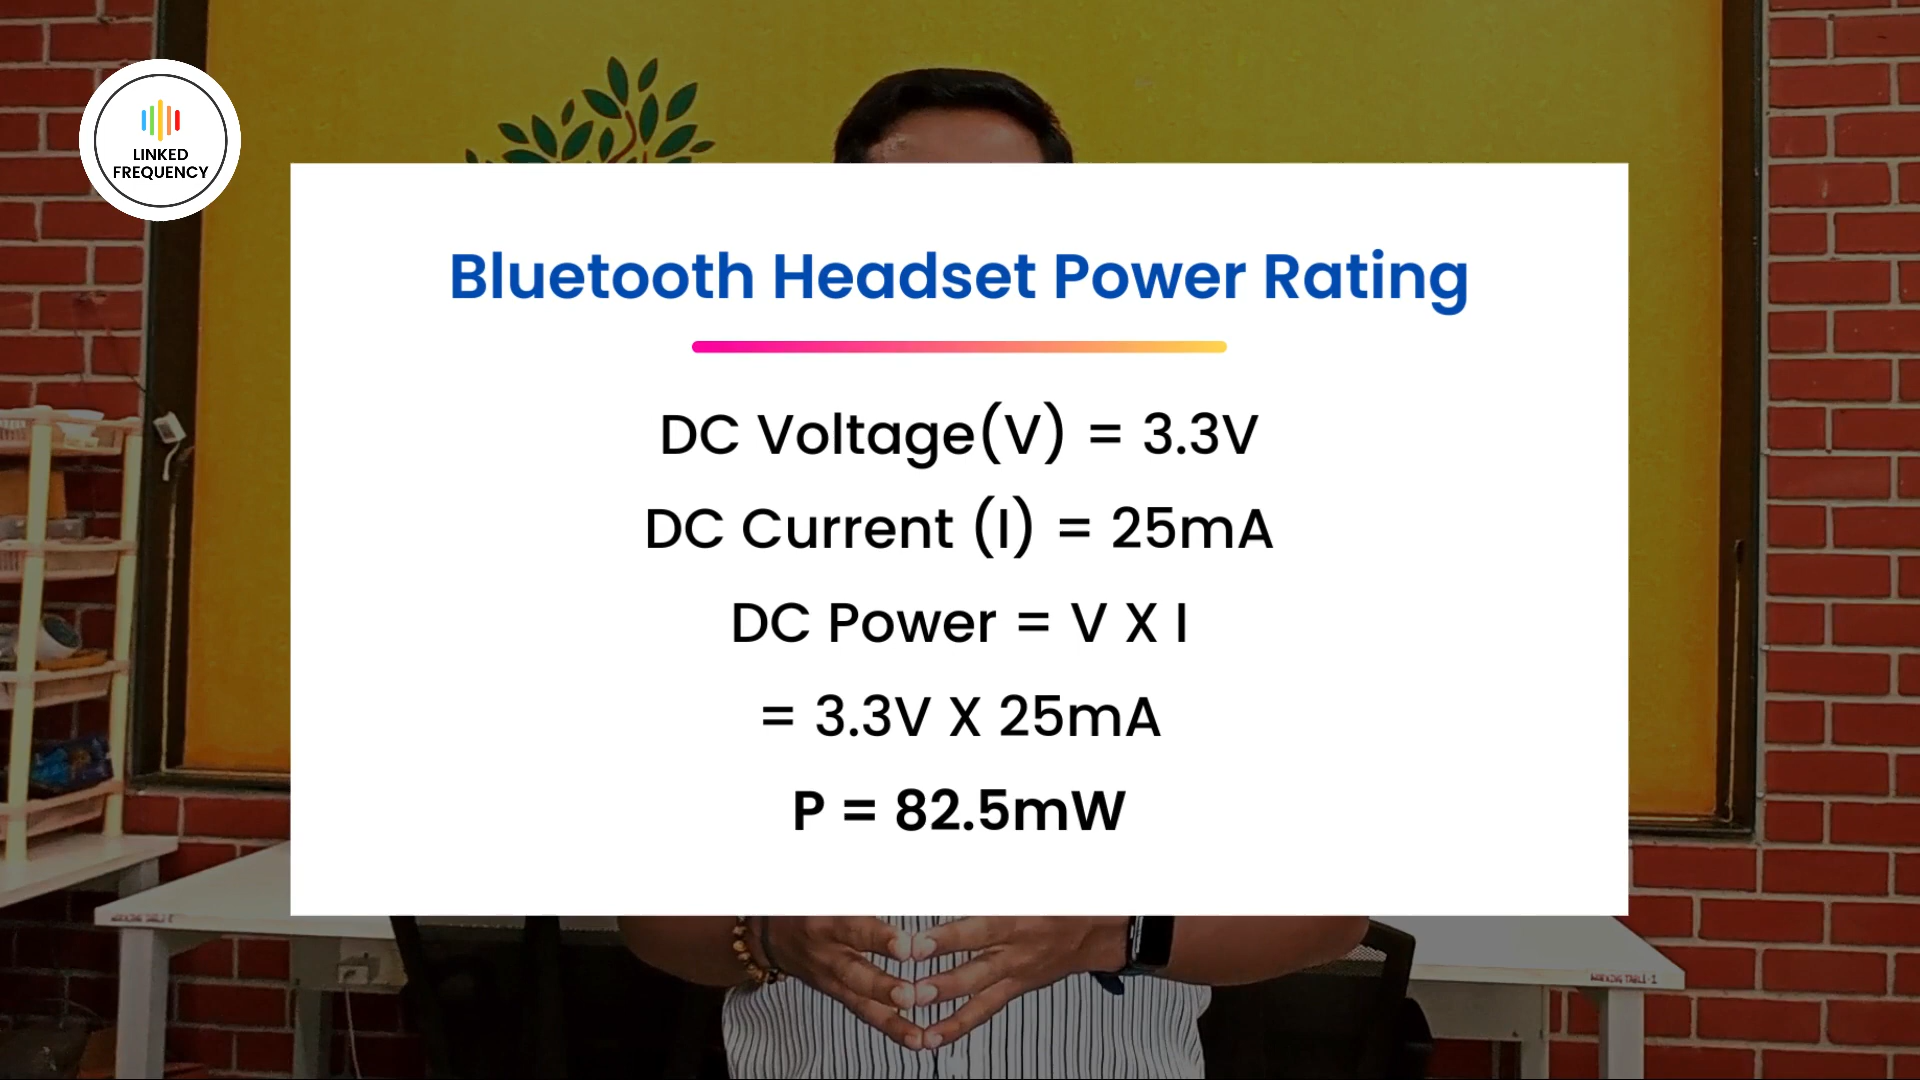 LINKED
FREQUENCY
Bluetooth Headset Power Rating
DC Voltage(V) = 3.3V
DC Current (I) = 25mA
DC Power = V X I
= 3.3V X 25mA
P = 82.5mW